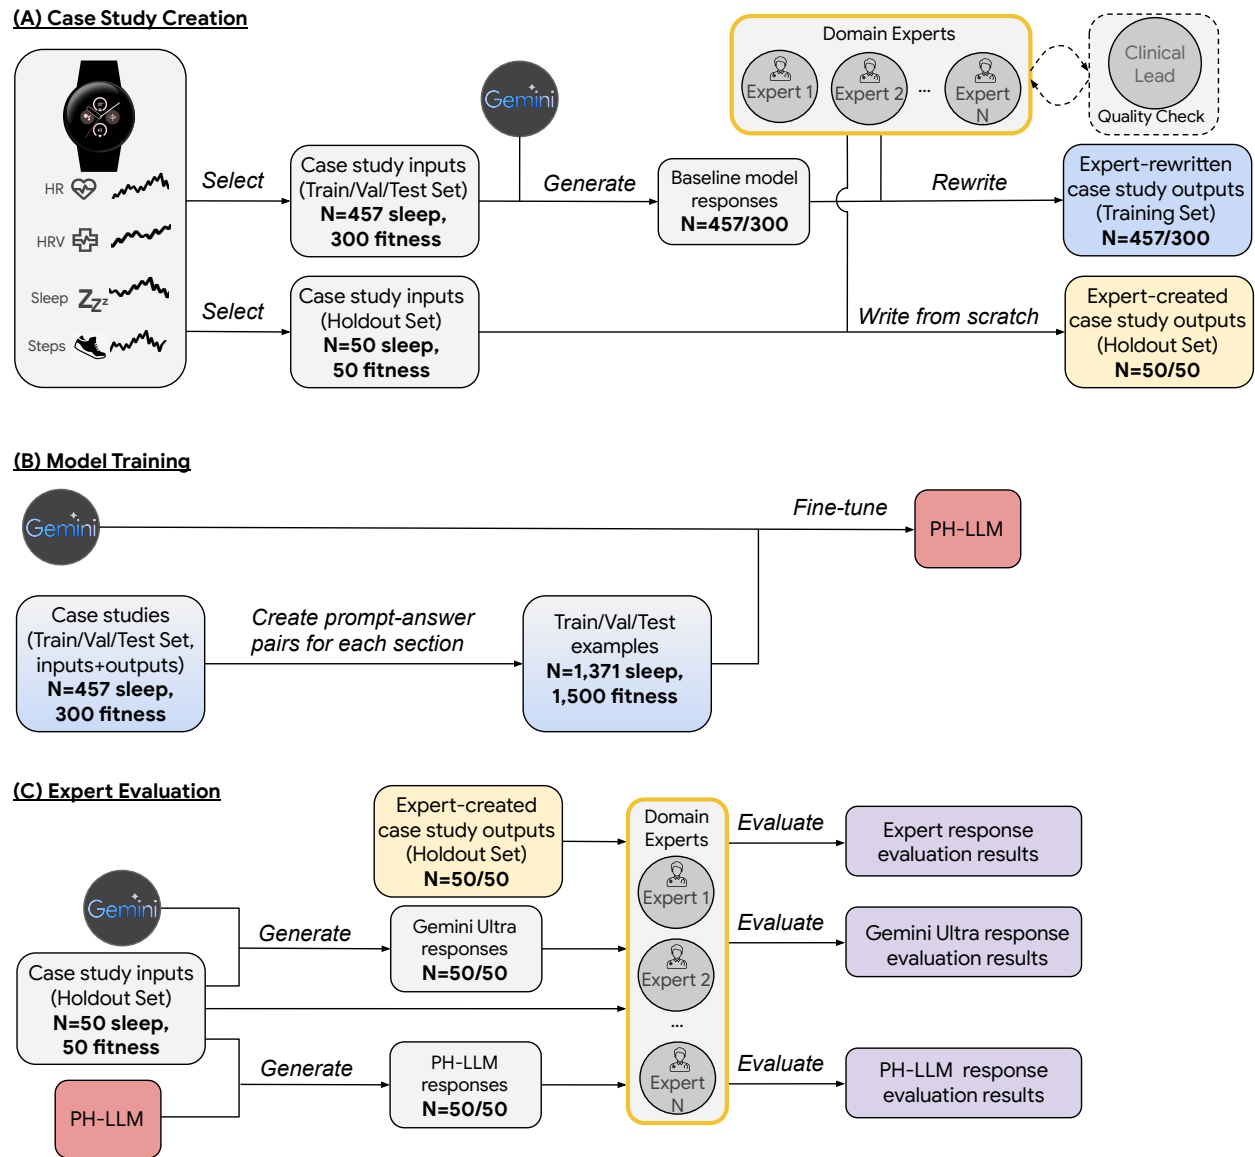 (A) Case Study Creation
HR
HRV
Sleep
ZZz
Steps
Select
Select
Case study inputs
(Train/Val/Test Set)
N=457 sleep,
300 fitness
Case study inputs
(Holdout Set)
N=50 sleep,
50 fitness
Gemini
Generate
Baseline model
responses
N=457/300
Domain Experts
Expert 1
Expert 2
...
Expert
N
Clinical
Lead
Quality Check
Rewrite
Write from scratch
Expert-rewritten
case study outputs
(Training Set)
N=457/300
Expert-created
case study outputs
(Holdout Set)
N=50/50
(B) Model Training
Gemini
Fine-tune
PH-LLM
Case studies
(Train/Val/Test Set,
inputs+outputs)
N=457 sleep,
300 fitness
Create prompt-answer
pairs for each section
Train/Val/Test
examples
N=1,371 sleep,
1,500 fitness
(C) Expert Evaluation
Expert-created
case study outputs
(Holdout Set)
N=50/50
Gemini
Generate
Gemini Ultra
responses
N=50/50
Case study inputs
(Holdout Set)
N=50 sleep,
50 fitness
PH-LLM
Generate
PH-LLM
responses
N=50/50
Domain
Experts
Expert 1
Expert 2
...
Expert
N
Evaluate
Expert response
evaluation results
Evaluate
Gemini Ultra response
evaluation results
Evaluate
PH-LLM response
evaluation results